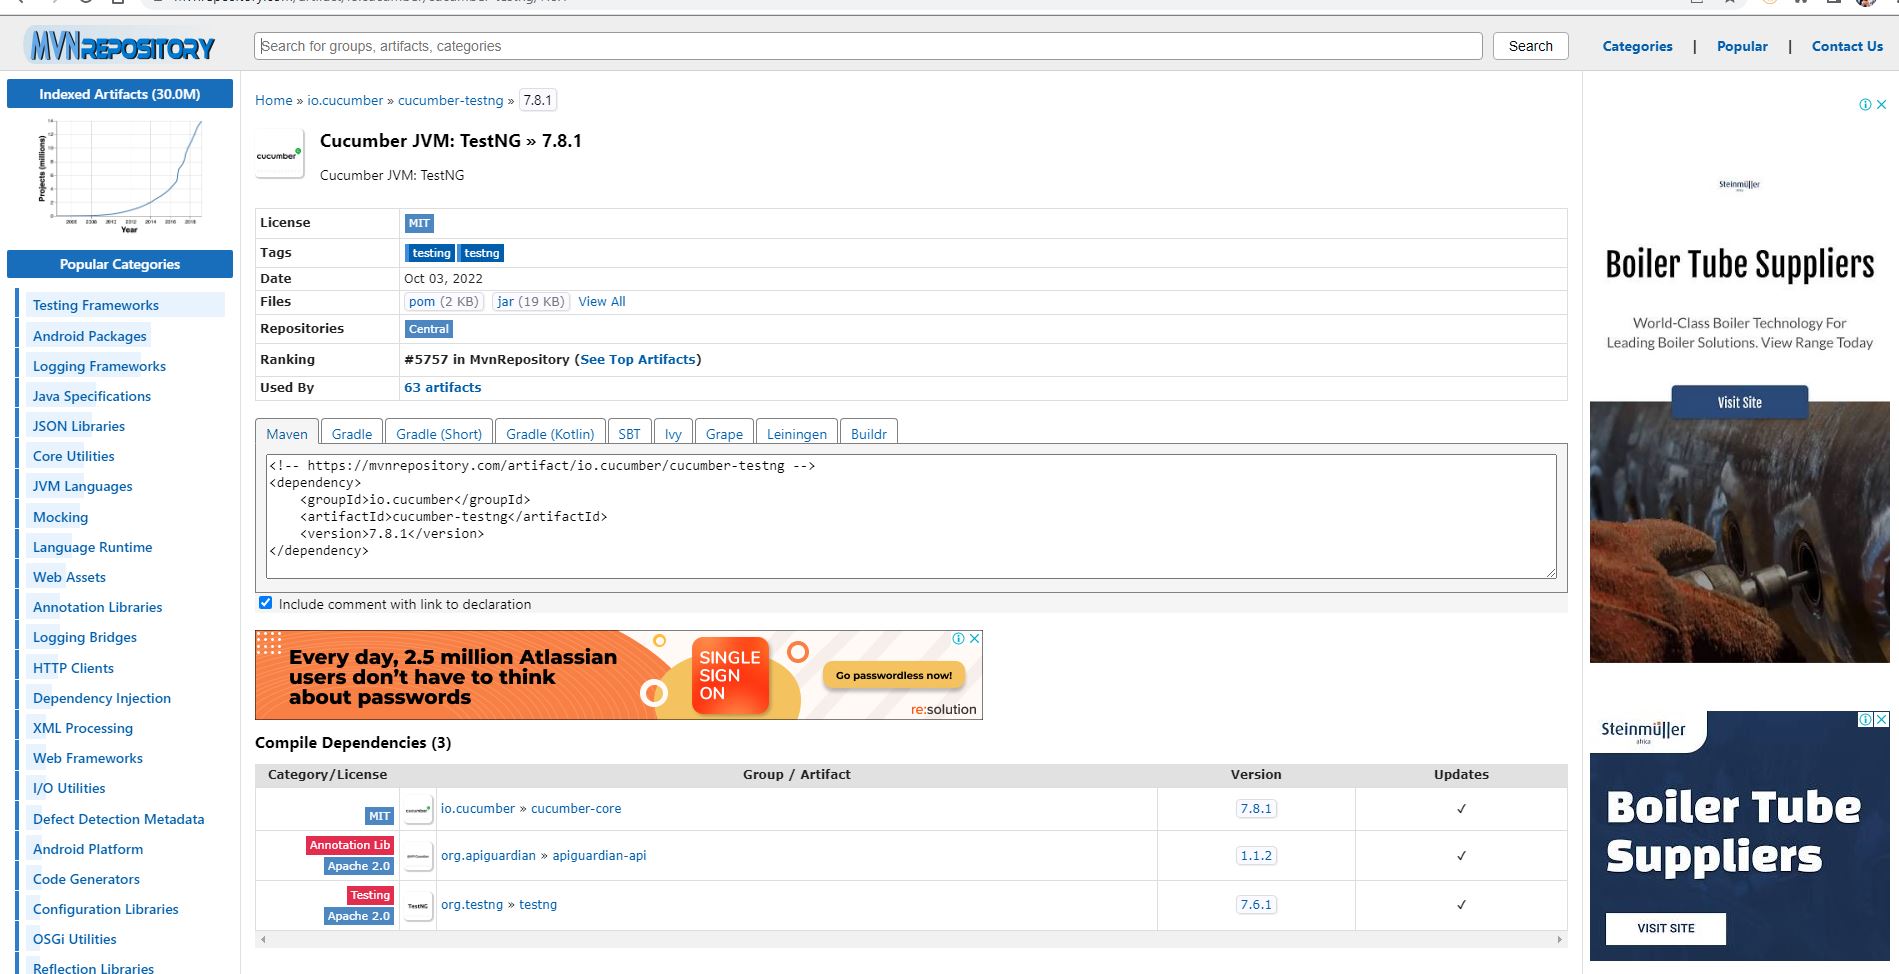 MVNREPOSITORY
Search for groups, artifacts, categories
Search
Categories | Popular | Contact Us
Indexed Artifacts (30.0M)
Projects (millions)
Year
Popular Categories
Testing Frameworks
Android Packages
Logging Frameworks
Java Specifications
JSON Libraries
Core Utilities
JVM Languages
Mocking
Language Runtime
Web Assets
Annotation Libraries
Logging Bridges
HTTP Clients
Dependency Injection
XML Processing
Web Frameworks
I/O Utilities
Defect Detection Metadata
Android Platform
Code Generators
Configuration Libraries
OSGi Utilities
Reflection Libraries
Home » io.cucumber » cucumber-testng » 7.8.1
cucumber
Cucumber JVM: TestNG » 7.8.1
Cucumber JVM: TestNG
License MIT
Tags testing testng
Date Oct 03, 2022
Files pom (2 KB) jar (19 KB) View All
Repositories Central
Ranking #5757 in MvnRepository (See Top Artifacts)
Used By 63 artifacts
Maven Gradle Gradle (Short) Gradle (Kotlin) SBT Ivy Grape Leiningen Buildr
<!-- https://mvnrepository.com/artifact/io.cucumber/cucumber-testng -->
<dependency>
    <groupId>io.cucumber</groupId>
    <artifactId>cucumber-testng</artifactId>
    <version>7.8.1</version>
</dependency>
Include comment with link to declaration
Every day, 2.5 million Atlassian
users don't have to think
about passwords
SINGLE
SIGN
ON
Go passwordless now!
re:solution
Compile Dependencies (3)
Category/License Group / Artifact Version Updates
MIT cucumber io.cucumber » cucumber-core 7.8.1 ✓
Annotation Lib
Apache 2.0 org.apiguardian » apiguardian-api 1.1.2 ✓
Testing
Apache 2.0 TestNG org.testng » testng 7.6.1 ✓
Steinmüller
Boiler Tube Suppliers
World-Class Boiler Technology For
Leading Boiler Solutions. View Range Today
Visit Site
Steinmüller
africa
Boiler Tube
Suppliers
VISIT SITE